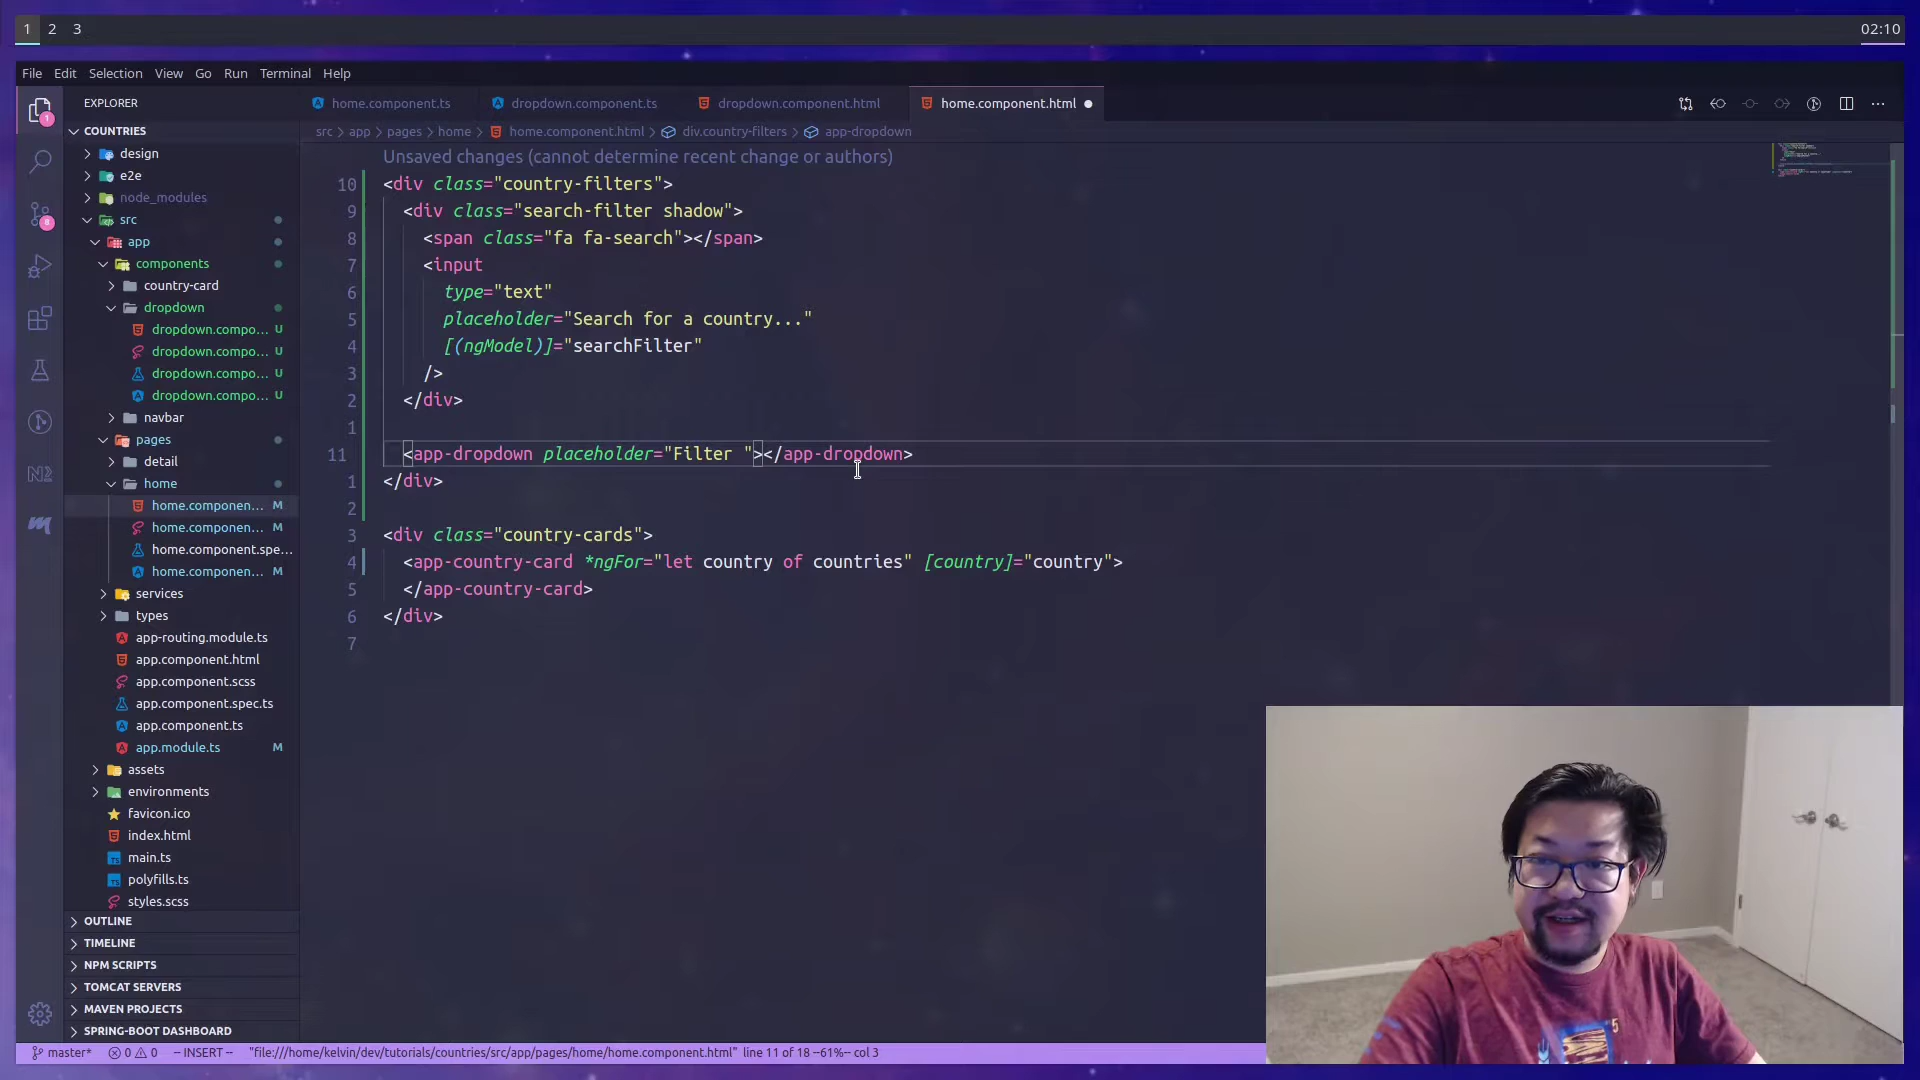 1 2 3
02:10
File Edit Selection View Go Run Terminal Help
EXPLORER
home.component.ts dropdown.component.ts dropdown.component.html home.component.html
COUNTRIES
src > app > pages > home > home.component.html > div.country-filters > app-dropdown
design
e2e
node_modules
src
app
components
country-card
dropdown
dropdown.compo... U
dropdown.compo... U
dropdown.compo... U
dropdown.compo... U
navbar
pages
detail
home
home.componen... M
home.componen... M
home.component.spe...
home.componen... M
services
types
app-routing.module.ts
app.component.html
app.component.scss
app.component.spec.ts
app.component.ts
app.module.ts M
assets
environments
favicon.ico
index.html
main.ts
polyfills.ts
styles.scss
OUTLINE
TIMELINE
NPM SCRIPTS
TOMCAT SERVERS
MAVEN PROJECTS
SPRING-BOOT DASHBOARD
1
8
N2
Unsaved changes (cannot determine recent change or authors)
10 <div class="country-filters">
9 <div class="search-filter shadow">
8 <span class="fa fa-search"></span>
7 <input
6 type="text"
5 placeholder="Search for a country..."
4 [(ngModel)]="searchFilter"
3 />
2 </div>
1
11 <app-dropdown placeholder="Filter "></app-dropdown>
1 </div>
2
3 <div class="country-cards">
4 <app-country-card *ngFor="let country of countries" [country]="country">
5 </app-country-card>
6 </div>
7
master* 0 0 -- INSERT -- "file:///home/kelvin/dev/tutorials/countries/src/app/pages/home/home.component.html" line 11 of 18 --61%-- col 3